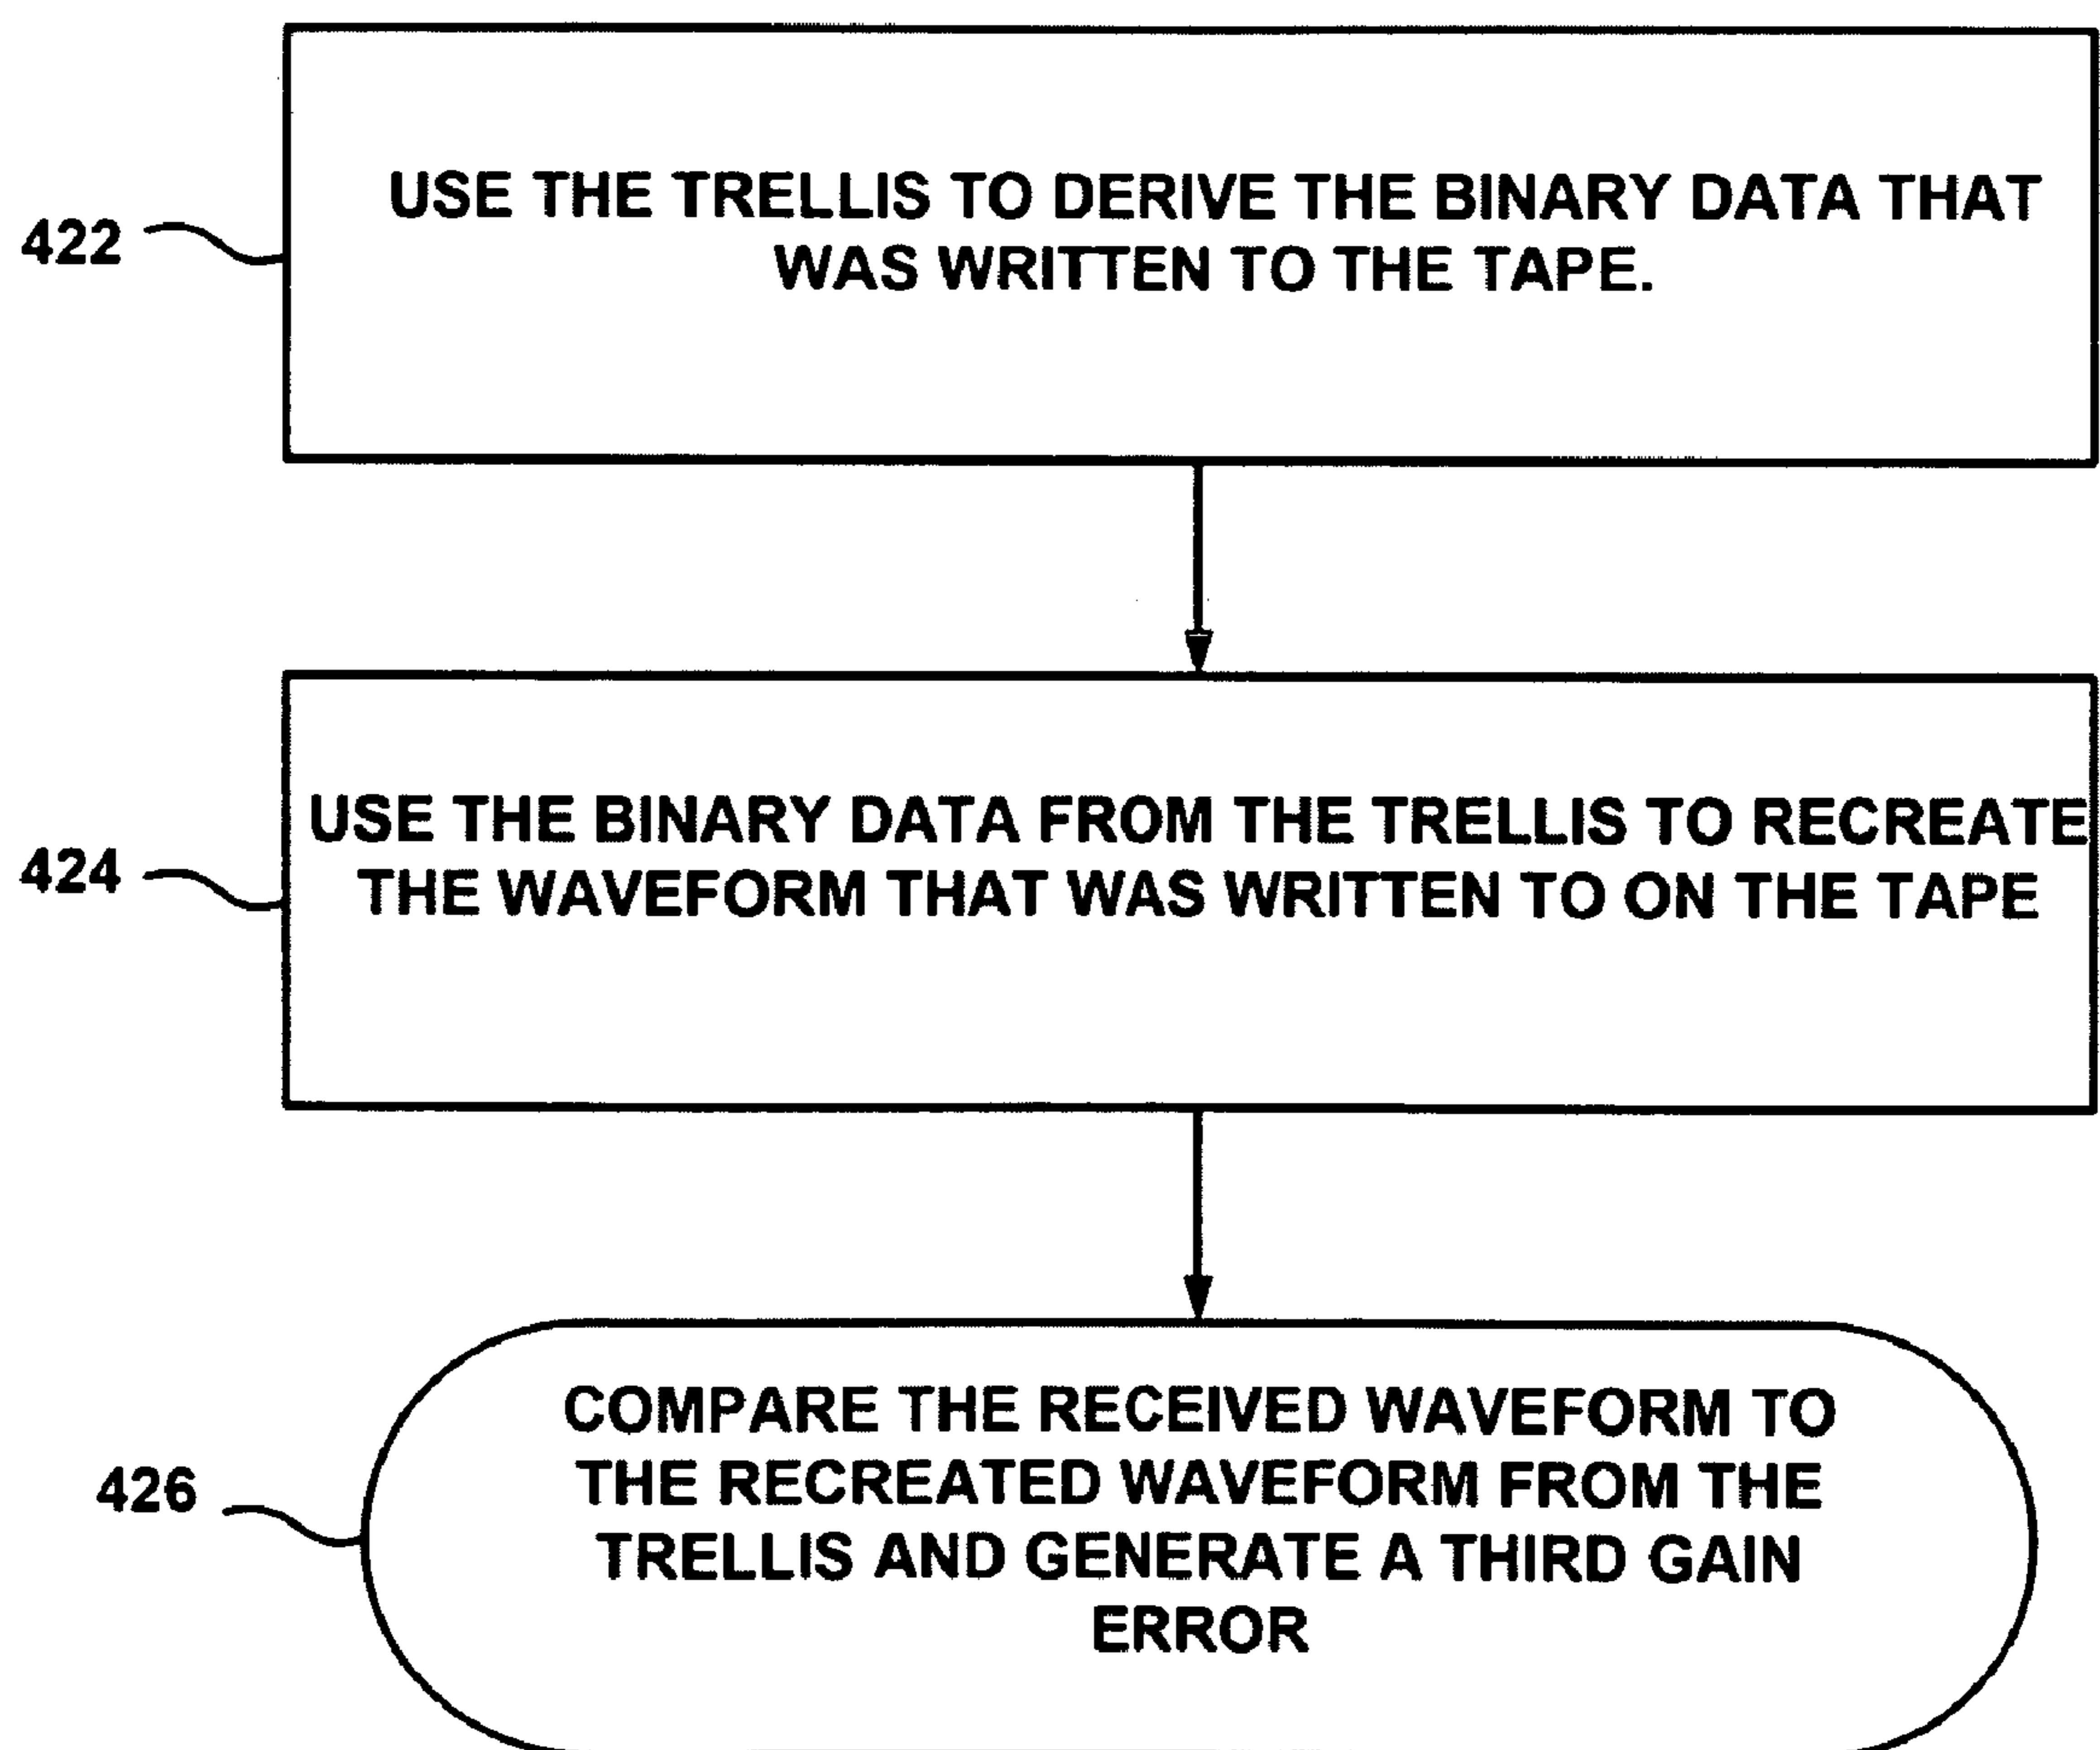 422
USE THE TRELLIS TO DERIVE THE BINARY DATA THAT
WAS WRITTEN TO THE TAPE.
424
USE THE BINARY DATA FROM THE TRELLIS TO RECREATE
THE WAVEFORM THAT WAS WRITTEN TO ON THE TAPE
426
COMPARE THE RECEIVED WAVEFORM TO
THE RECREATED WAVEFORM FROM THE
TRELLIS AND GENERATE A THIRD GAIN
ERROR